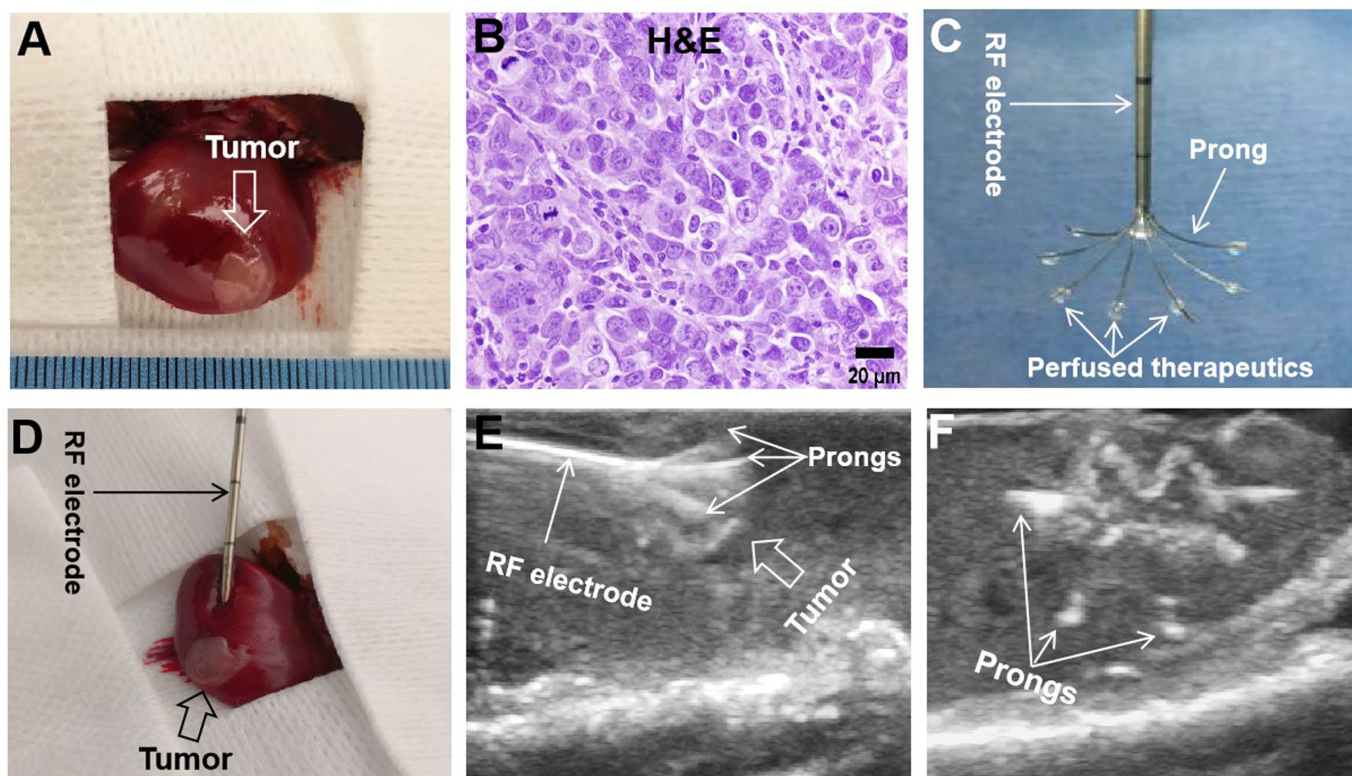 A
Tumor
B
H&E
20 µm
C
RF electrode
Prong
Perfused therapeutics
D
RF electrode
Tumor
E
Prongs
RF electrode
Tumor
F
Prongs